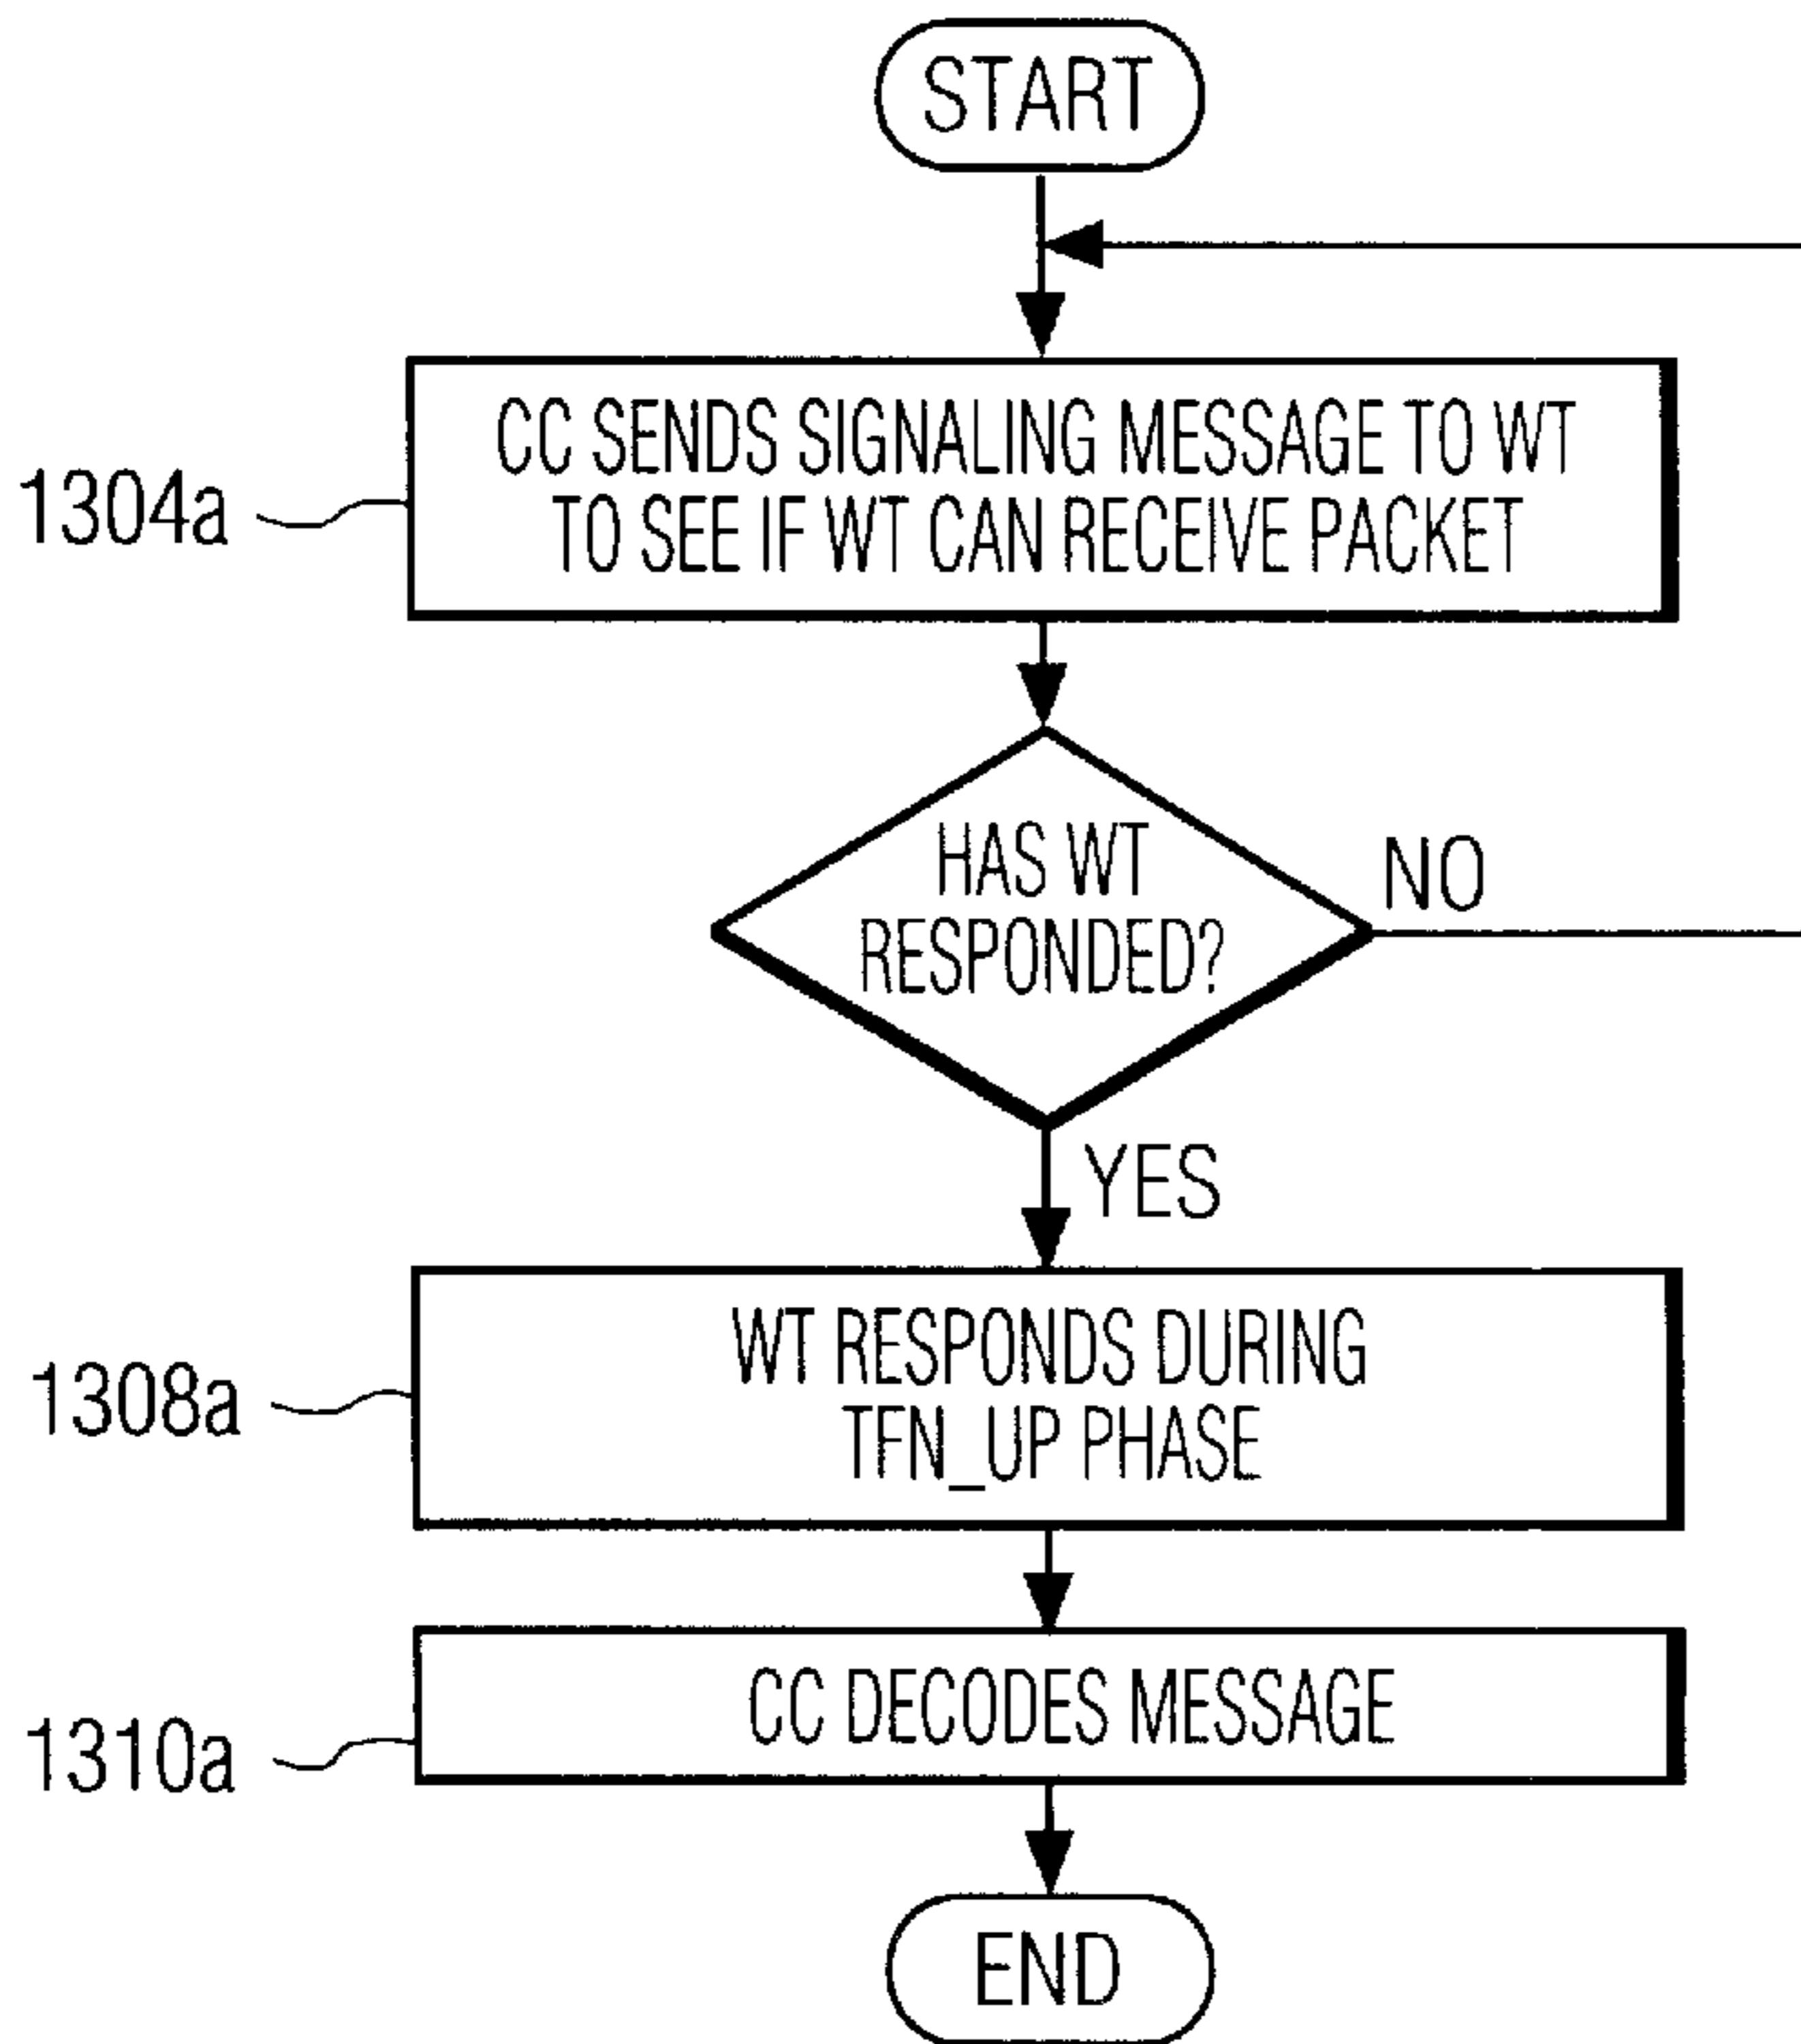 START
1304a
CC SENDS SIGNALING MESSAGE TO WT
TO SEE IF WT CAN RECEIVE PACKET
HAS WT
RESPONDED?
NO
YES
1308a
WT RESPONDS DURING
TFN_UP PHASE
1310a
CC DECODES MESSAGE
END